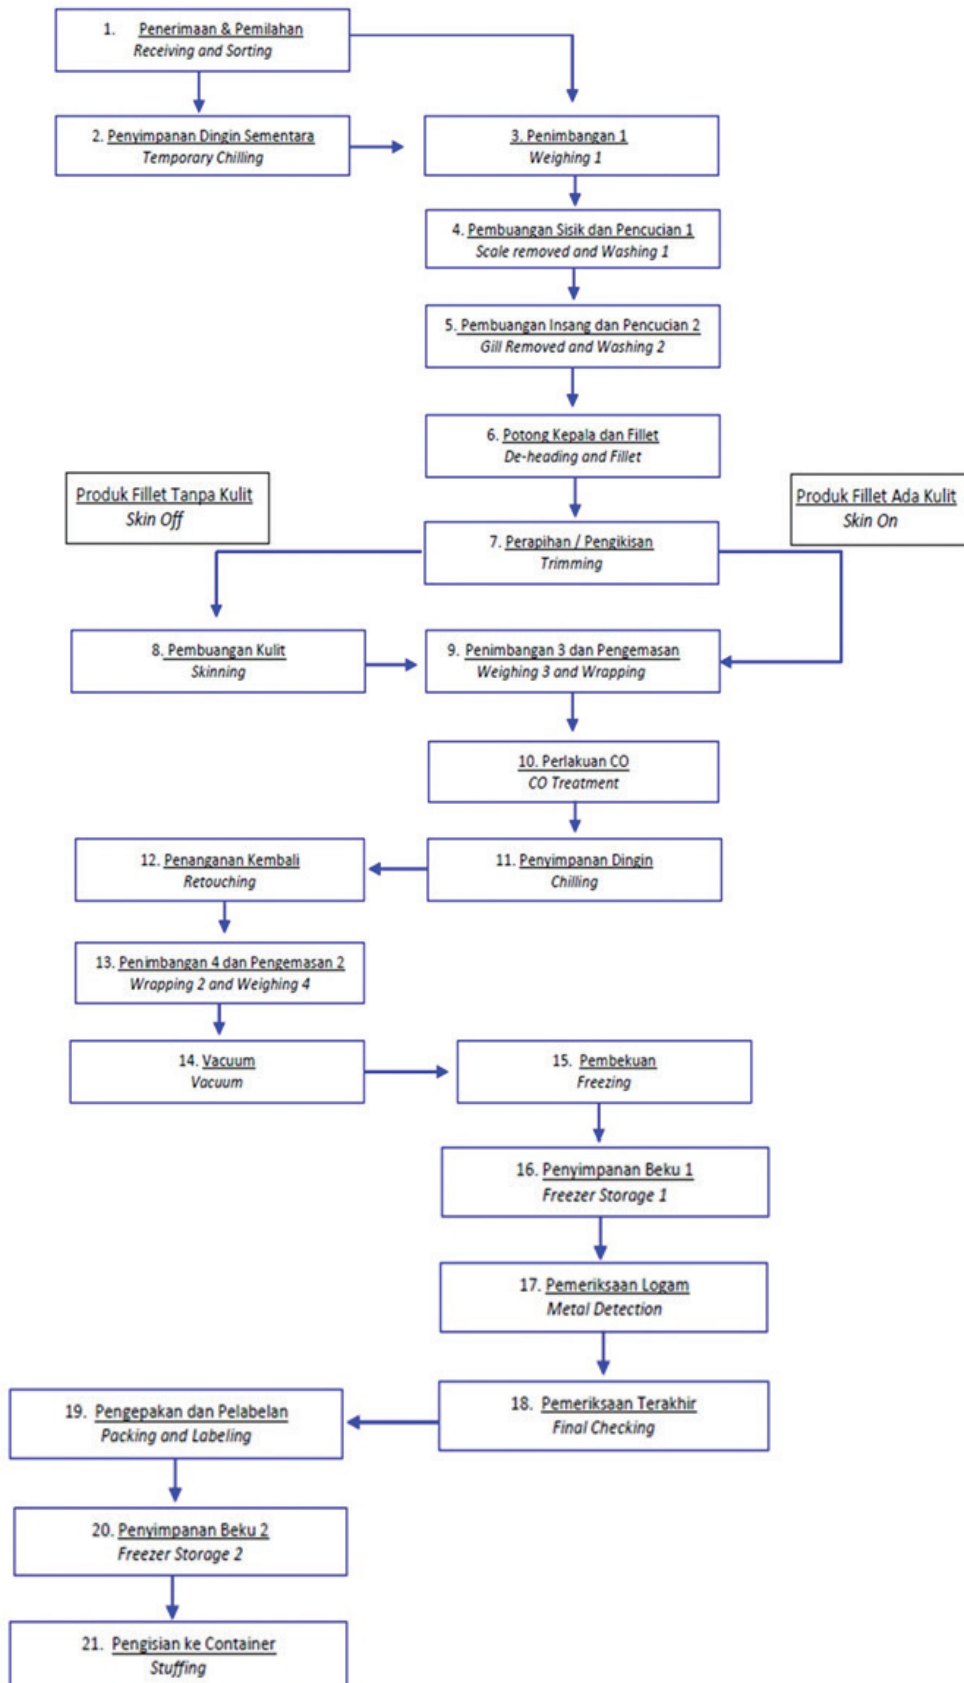 1. Penerimaan & Pemilahan
Receiving and Sorting
2. Penyimpanan Dingin Sementara
Temporary Chilling
3. Penimbangan 1
Weighing 1
4. Pembuangan Sisik dan Pencucian 1
Scale removed and Washing 1
5. Pembuangan Insang dan Pencucian 2
Gill Removed and Washing 2
6. Potong Kepala dan Fillet
De-heading and Fillet
Produk Fillet Tanpa Kulit
Skin Off
Produk Fillet Ada Kulit
Skin On
7. Perapihan / Pengikisan
Trimming
8. Pembuangan Kulit
Skinning
9. Penimbangan 3 dan Pengemasan
Weighing 3 and Wrapping
10. Perlakuan CO
CO Treatment
11. Penyimpanan Dingin
Chilling
12. Penanganan Kembali
Retouching
13. Penimbangan 4 dan Pengemasan 2
Wrapping 2 and Weighing 4
14. Vacuum
Vacuum
15. Pembekuan
Freezing
16. Penyimpanan Beku 1
Freezer Storage 1
17. Pemeriksaan Logam
Metal Detection
18. Pemeriksaan Terakhir
Final Checking
19. Pengepakan dan Pelabelan
Packing and Labeling
20. Penyimpanan Beku 2
Freezer Storage 2
21. Pengisian ke Container
Stuffing